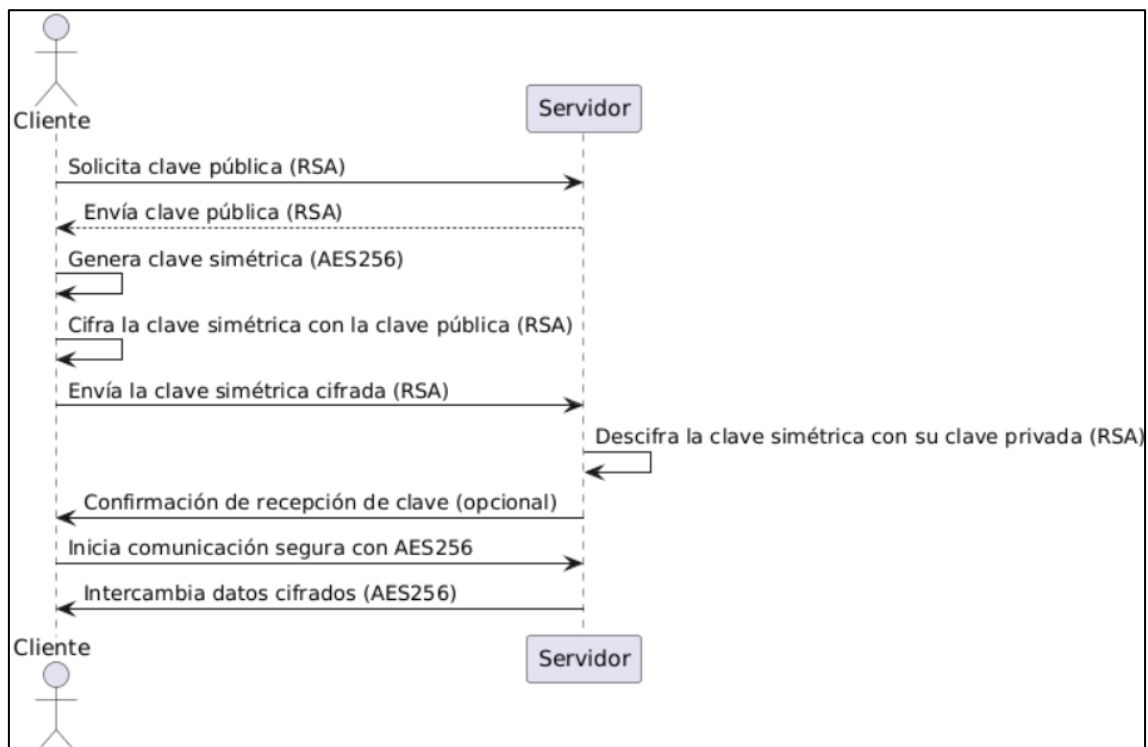 Cliente
Servidor
Solicita clave pública (RSA)
Envía clave pública (RSA)
Genera clave simétrica (AES256)
Cifra la clave simétrica con la clave pública (RSA)
Envía la clave simétrica cifrada (RSA)
Descifra la clave simétrica con su clave privada (RSA)
Confirmación de recepción de clave (opcional)
Inicia comunicación segura con AES256
Intercambia datos cifrados (AES256)
Cliente
Servidor